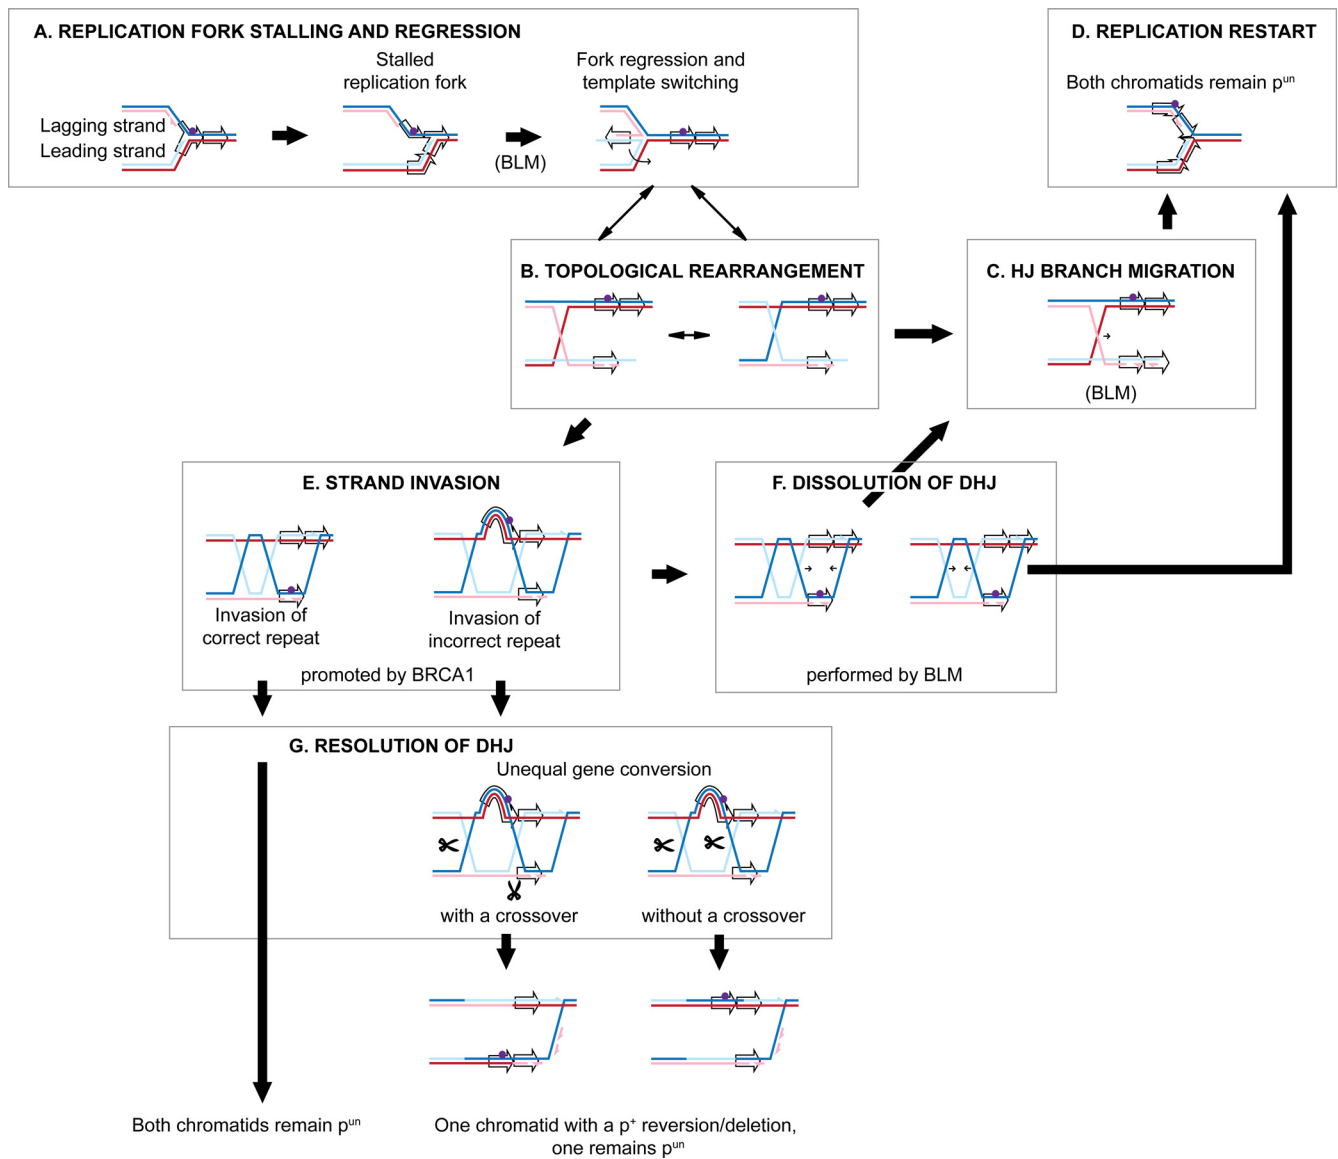 A. REPLICATION FORK STALLING AND REGRESSION
Stalled
replication fork
Fork regression and
template switching
Lagging strand
Leading strand
(BLM)
D. REPLICATION RESTART
Both chromatids remain pᵘⁿ
B. TOPOLOGICAL REARRANGEMENT
C. HJ BRANCH MIGRATION
(BLM)
E. STRAND INVASION
Invasion of
correct repeat
Invasion of
incorrect repeat
promoted by BRCA1
F. DISSOLUTION OF DHJ
performed by BLM
G. RESOLUTION OF DHJ
Unequal gene conversion
with a crossover
without a crossover
Both chromatids remain pᵘⁿ
One chromatid with a p⁺ reversion/deletion,
one remains pᵘⁿ